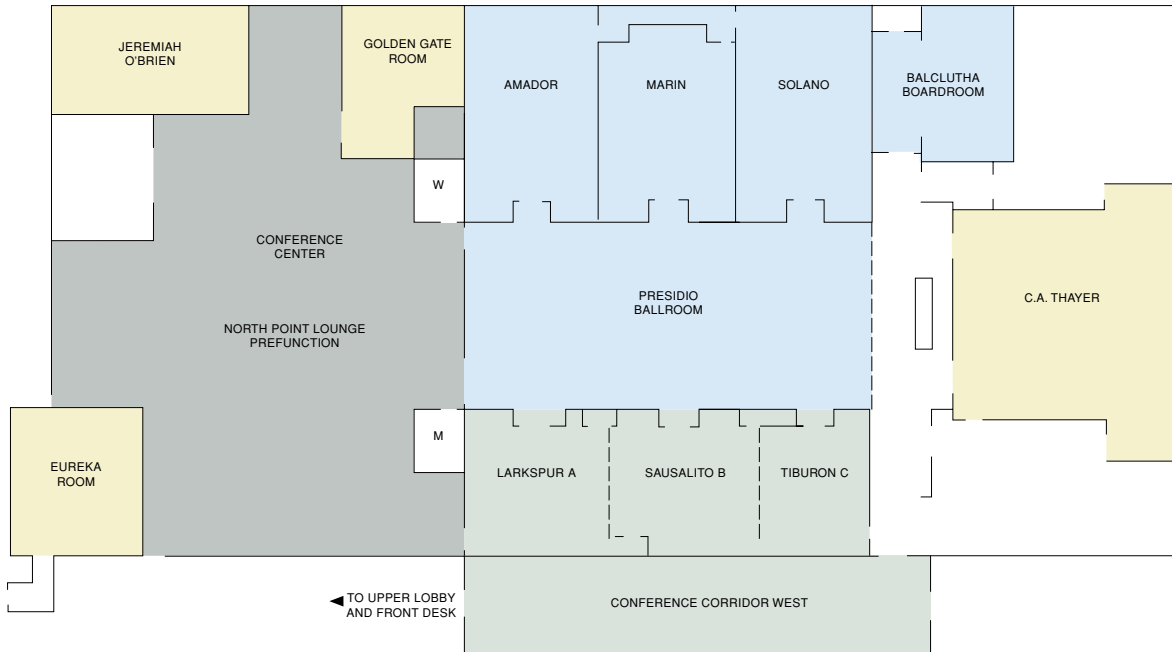 JEREMIAH
O'BRIEN
GOLDEN GATE
ROOM
AMADOR
MARIN
SOLANO
BALCLUTHA
BOARDROOM
W
CONFERENCE
CENTER
PRESIDIO
BALLROOM
C.A. THAYER
NORTH POINT LOUNGE
PREFUNCTION
M
EUREKA
ROOM
LARKSPUR A
SAUSALITO B
TIBURON C
TO UPPER LOBBY
AND FRONT DESK
CONFERENCE CORRIDOR WEST